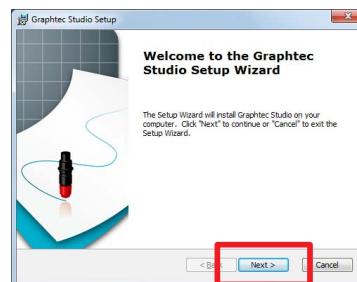 Graphtec Studio Setup
Welcome to the Graphtec
Studio Setup Wizard
The Setup Wizard will install Graphtec Studio on your
computer. Click "Next" to continue or "Cancel" to exit the
Setup Wizard.
< Next > Cancel